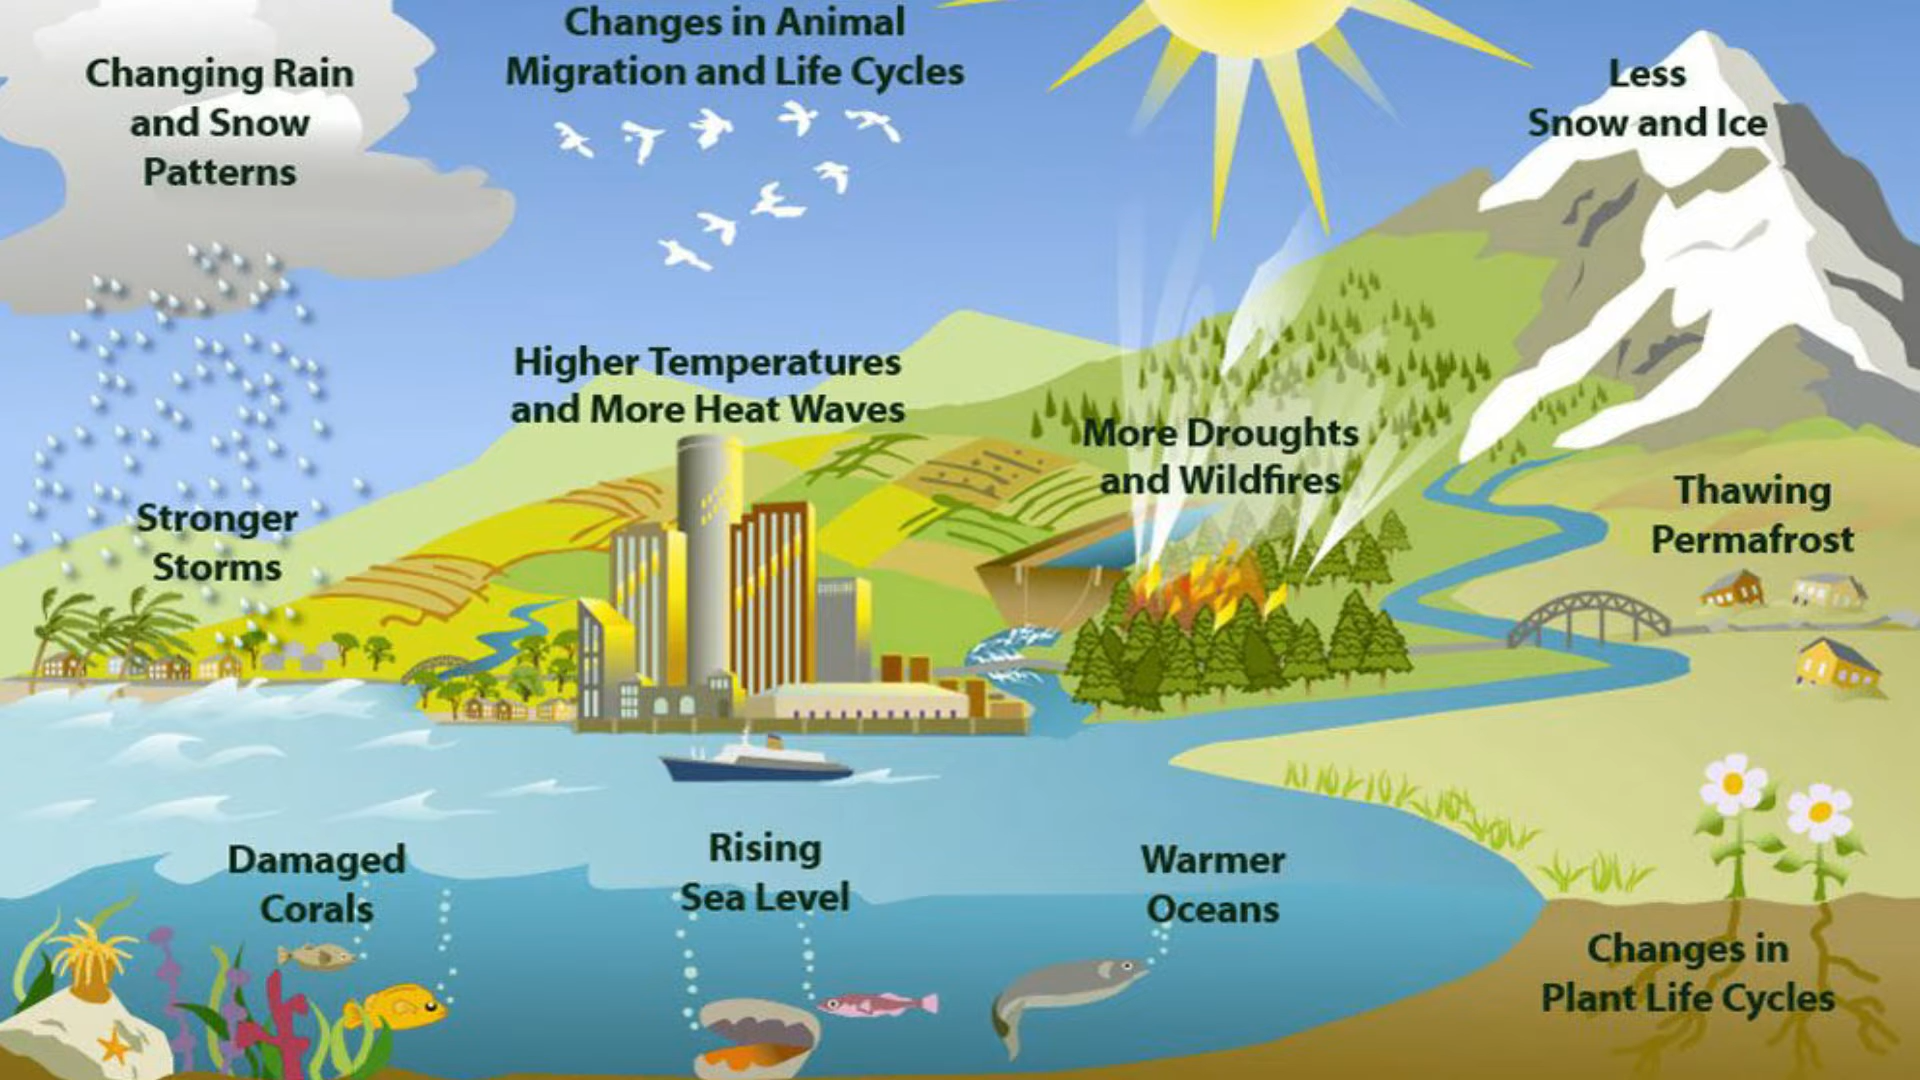 Changing Rain
and Snow
Patterns
Changes in Animal
Migration and Life Cycles
Less
Snow and Ice
Higher Temperatures
and More Heat Waves
More Droughts
and Wildfires
Stronger
Storms
Thawing
Permafrost
Damaged
Corals
Rising
Sea Level
Warmer
Oceans
Changes in
Plant Life Cycles